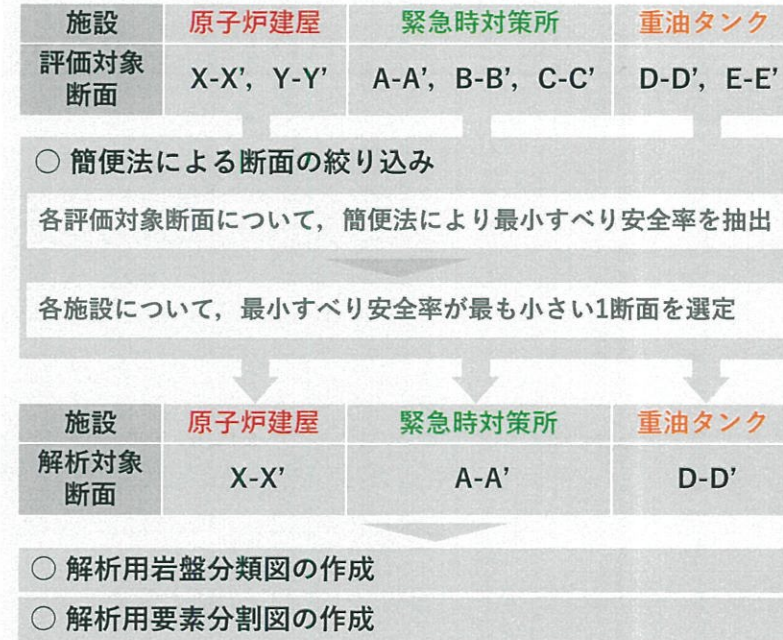 施設 原子炉建屋 緊急時対策所 重油タンク
評価対象
断面 X-X’, Y-Y’ A-A’, B-B’, C-C’ D-D’, E-E’
○ 簡便法による断面の絞り込み
各評価対象断面について，簡便法により最小すべり安全率を抽出
各施設について，最小すべり安全率が最も小さい1断面を選定
施設 原子炉建屋 緊急時対策所 重油タンク
解析対象
断面 X-X’ A-A’ D-D’
○ 解析用岩盤分類図の作成
○ 解析用要素分割図の作成